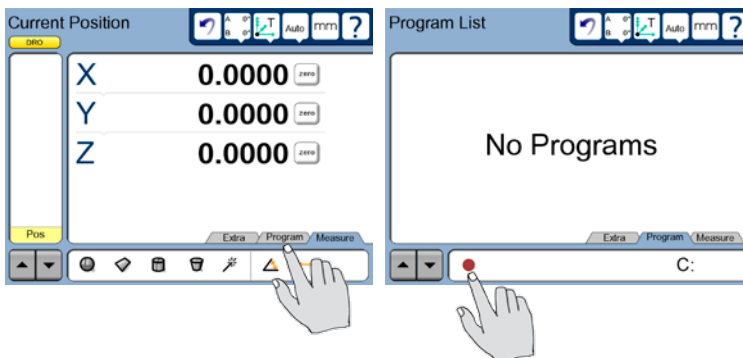 Current Position
DRO
A 0°
B 0°
T
Auto
mm
?
X 0.0000 zero
Y 0.0000 zero
Z 0.0000 zero
Pos
Extra Program Measure
Program List
A 0°
B 0°
T
Auto
mm
?
No Programs
Extra Program Measure
C: